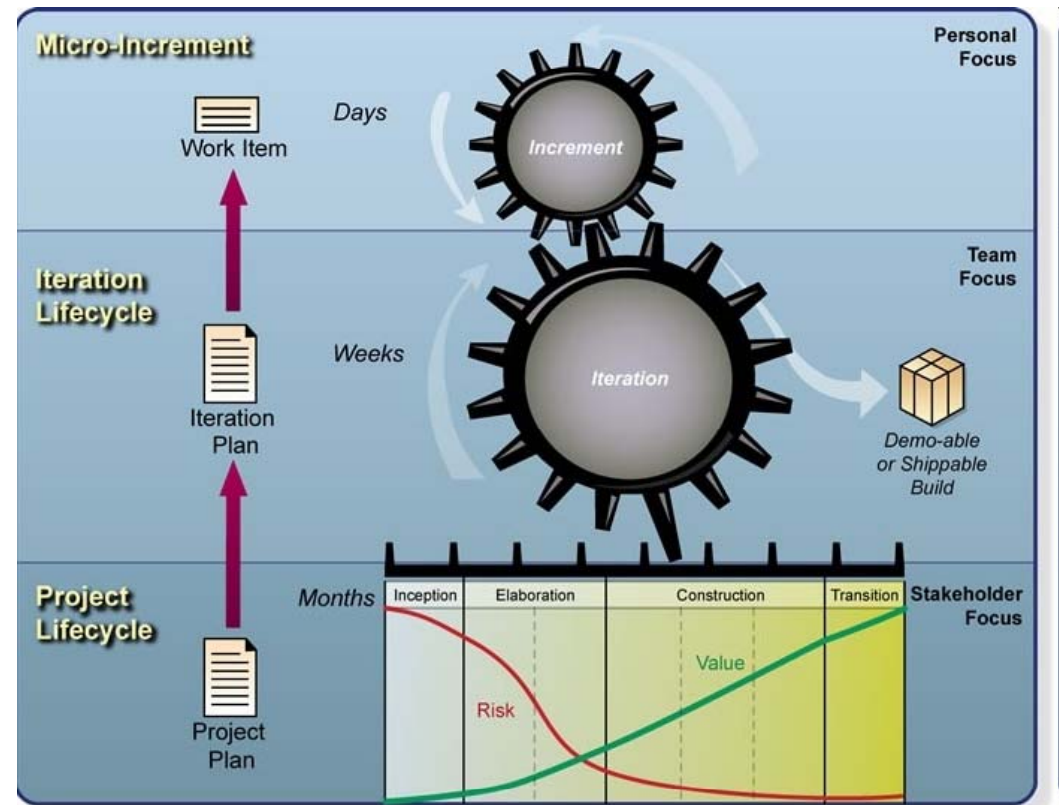 Micro-Increment
Personal
Focus
Days
Work Item
Increment
Iteration
Lifecycle
Team
Focus
Weeks
Iteration
Plan
Iteration
Demo-able
or Shippable
Build
Project
Lifecycle
Months
Inception
Elaboration
Construction
Transition
Stakeholder
Focus
Value
Risk
Project
Plan